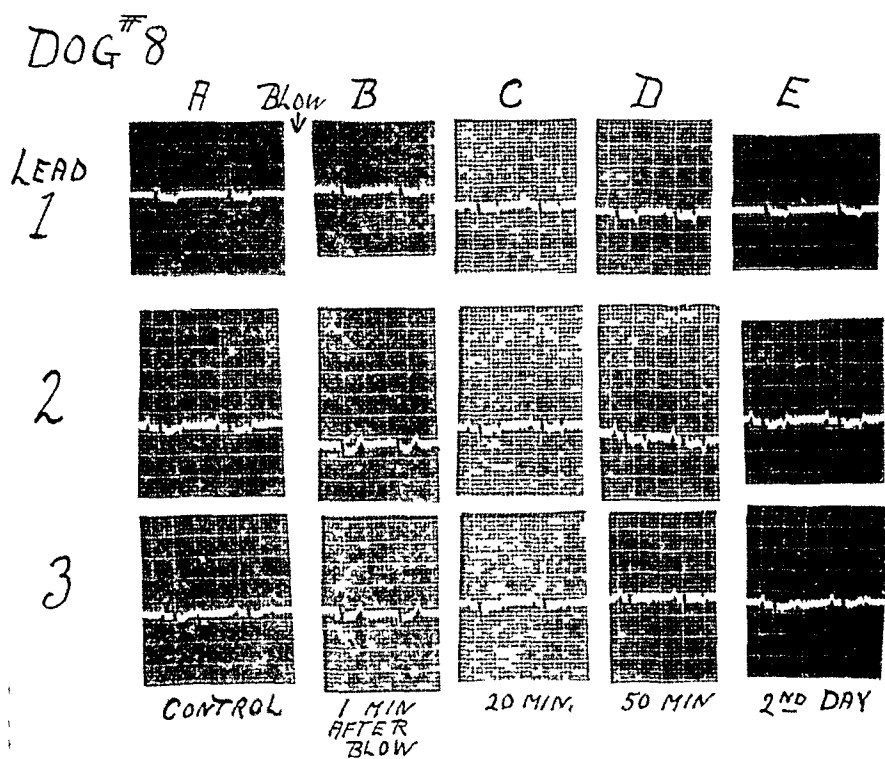 DOG #8
A BLOW B C D E
LEAD
1
2
3
CONTROL 1 MIN 20 MIN. 50 MIN 2ND DAY
AFTER
BLOW